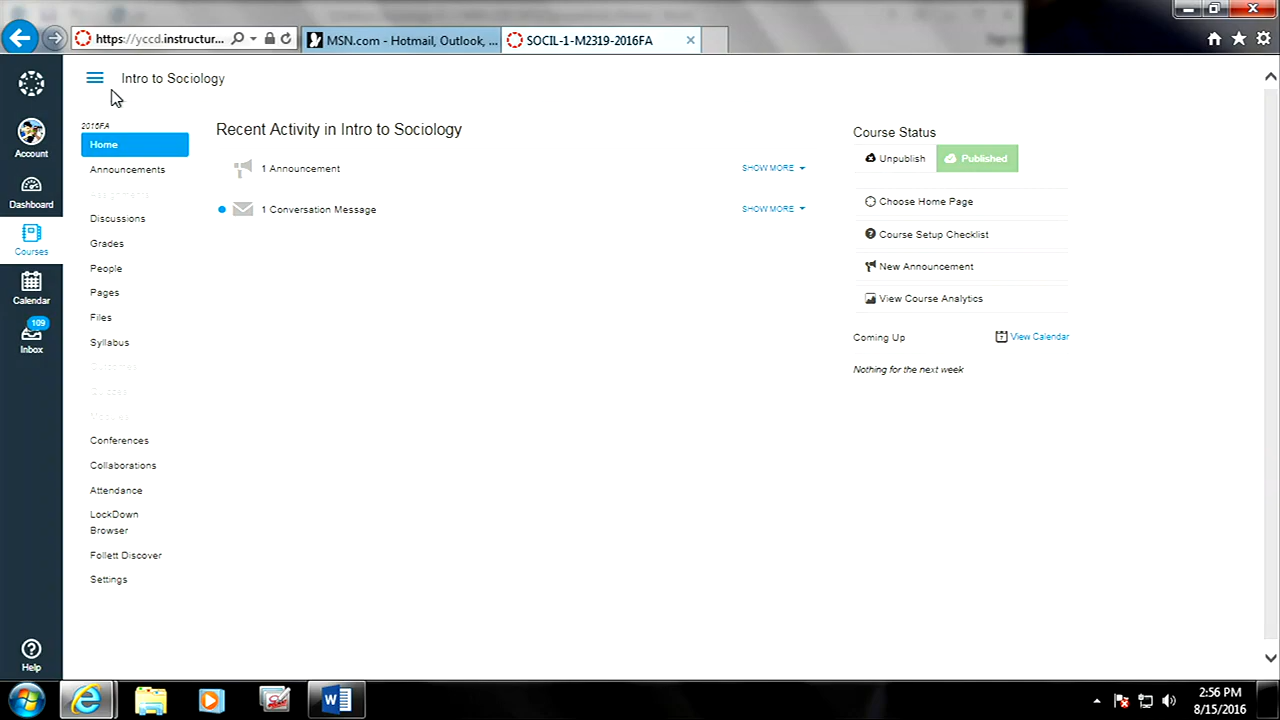 https://yccd.instructur...
MSN.com - Hotmail, Outlook, ...
SOCIL-1-M2319-2016FA
Intro to Sociology
Account
Dashboard
Courses
Calendar
109
Inbox
Help
2016FA
Home
Announcements
Assignments
Discussions
Grades
People
Pages
Files
Syllabus
Outcomes
Quizzes
Modules
Conferences
Collaborations
Attendance
LockDown
Browser
Follett Discover
Settings
Recent Activity in Intro to Sociology
1 Announcement
SHOW MORE
1 Conversation Message
SHOW MORE
Course Status
Unpublish
Published
Choose Home Page
Course Setup Checklist
New Announcement
View Course Analytics
Coming Up
View Calendar
Nothing for the next week
2:56 PM
8/15/2016